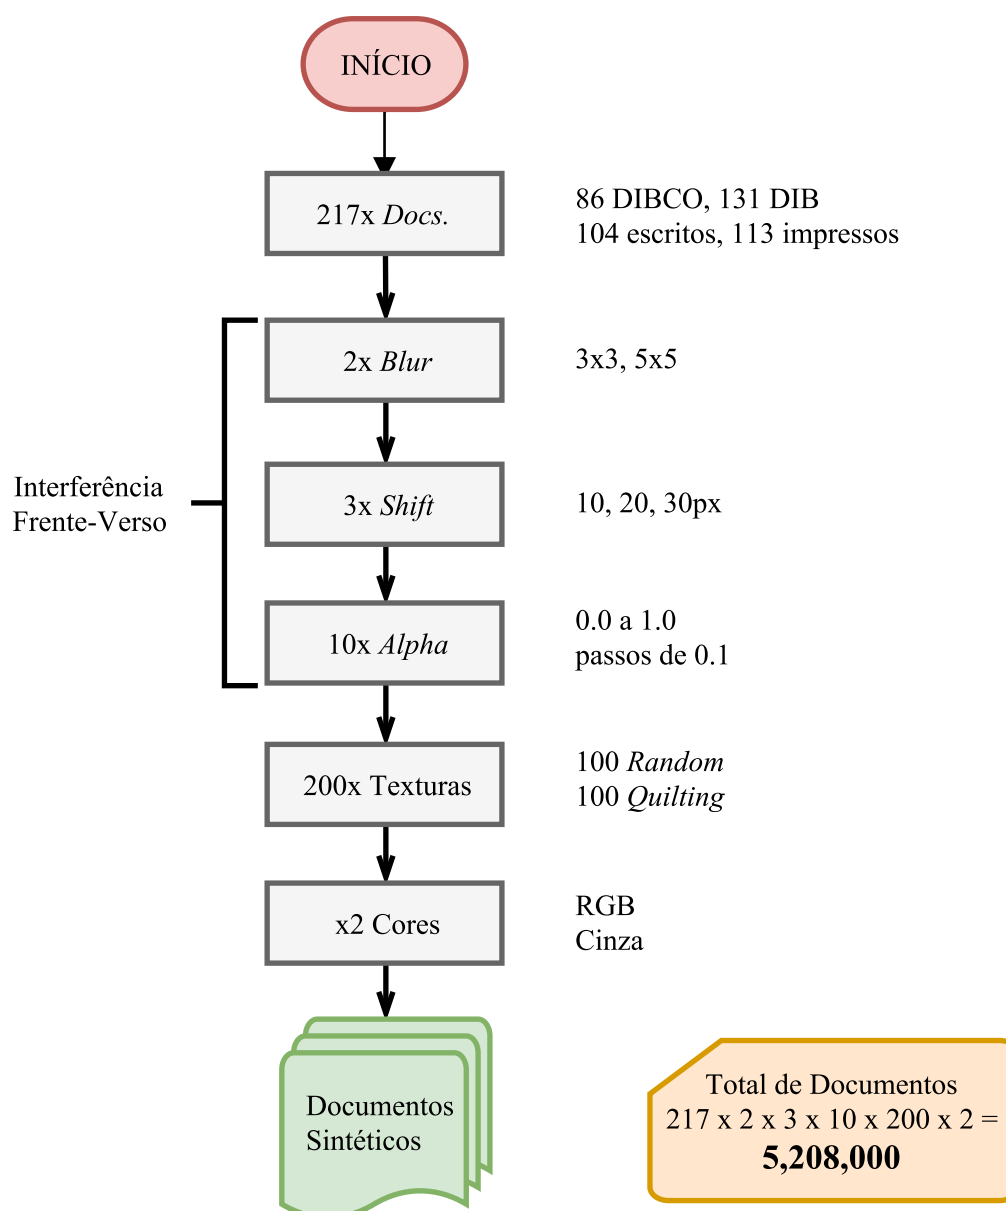 INÍCIO
217x Docs.
86 DIBCO, 131 DIB
104 escritos, 113 impressos
2x Blur
3x3, 5x5
Interferência
Frente-Verso
3x Shift
10, 20, 30px
10x Alpha
0.0 a 1.0
passos de 0.1
200x Texturas
100 Random
100 Quilting
x2 Cores
RGB
Cinza
Documentos
Sintéticos
Total de Documentos
217 x 2 x 3 x 10 x 200 x 2 =
5,208,000